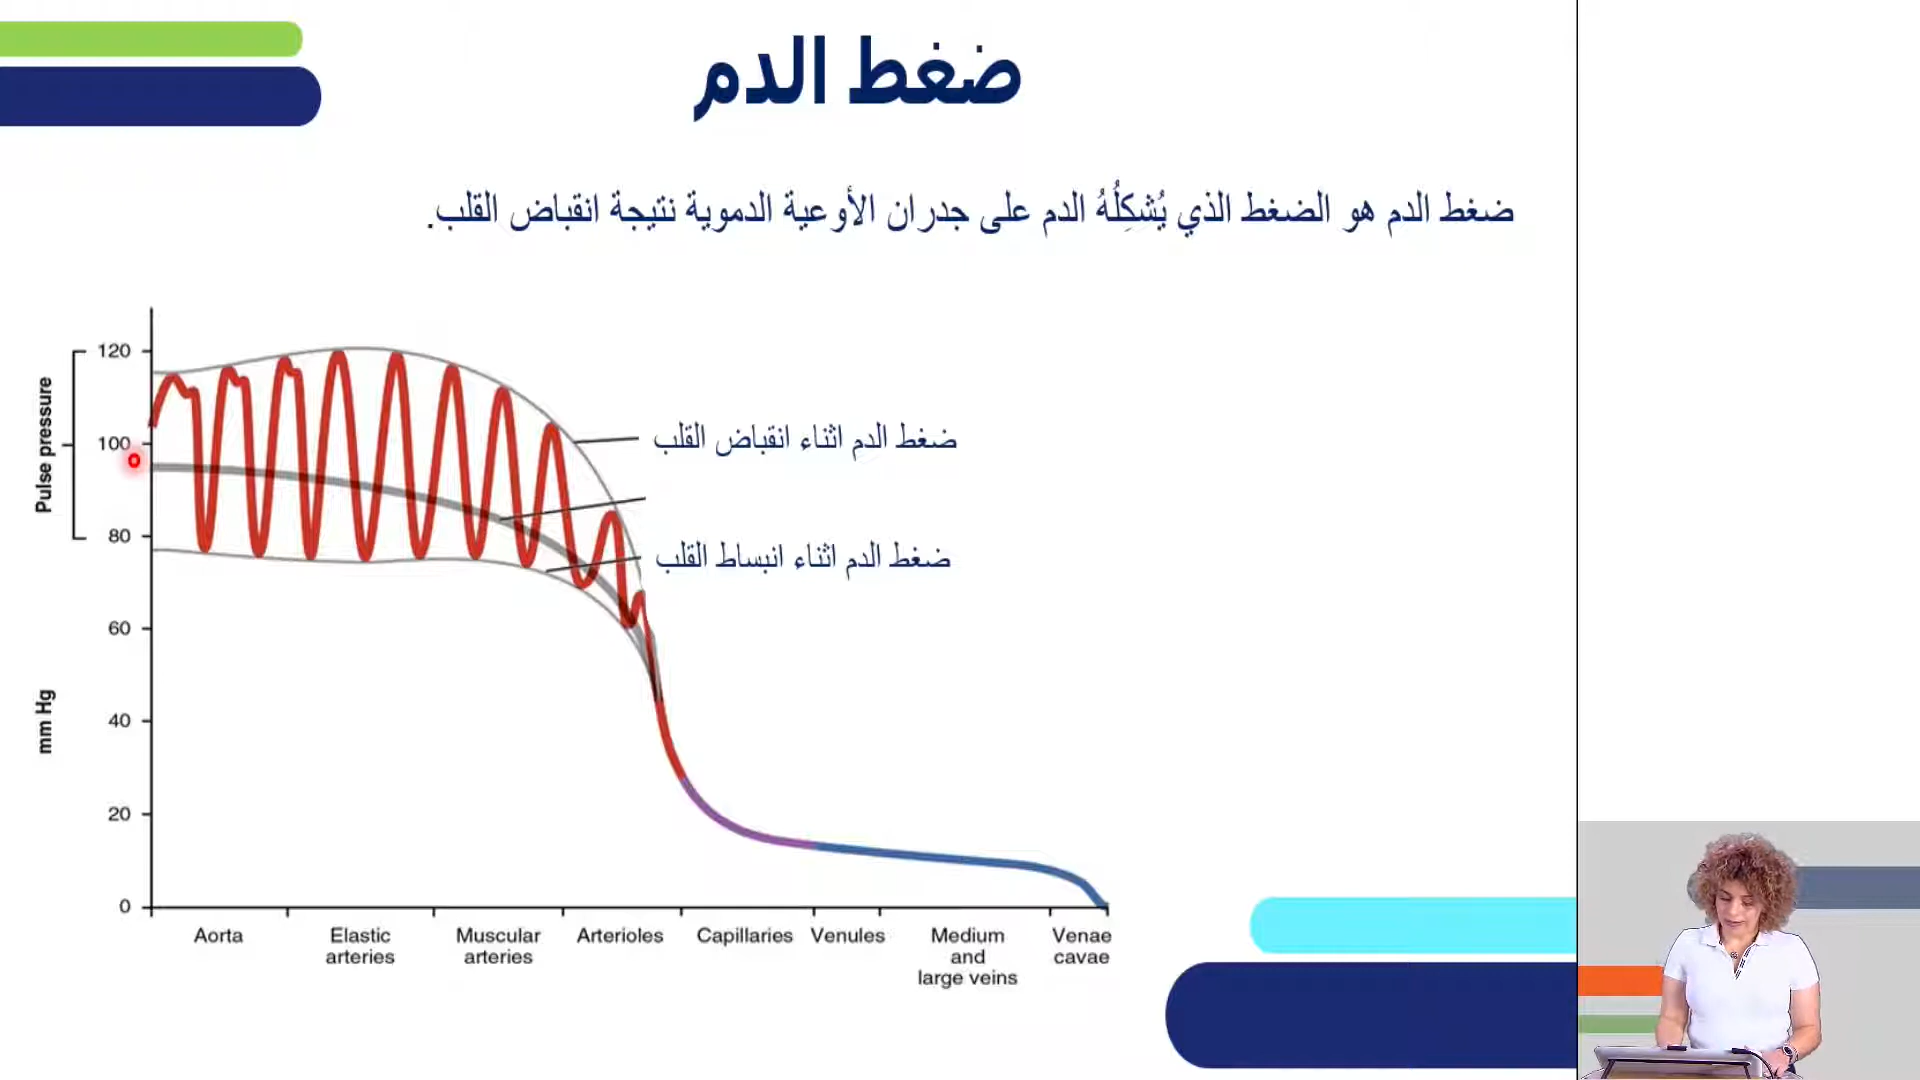 ضغط الدم
ضغط الدم هو الضغط الذي يُشكِلُهُ الدم على جدران الأوعية الدموية نتيجة انقباض القلب.
Pulse pressure
mm Hg
120
100
80
60
40
20
0
ضغط الدم اثناء انقباض القلب
ضغط الدم اثناء انبساط القلب
Aorta
Elastic
arteries
Muscular
arteries
Arterioles
Capillaries
Venules
Medium
and
large veins
Venae
cavae